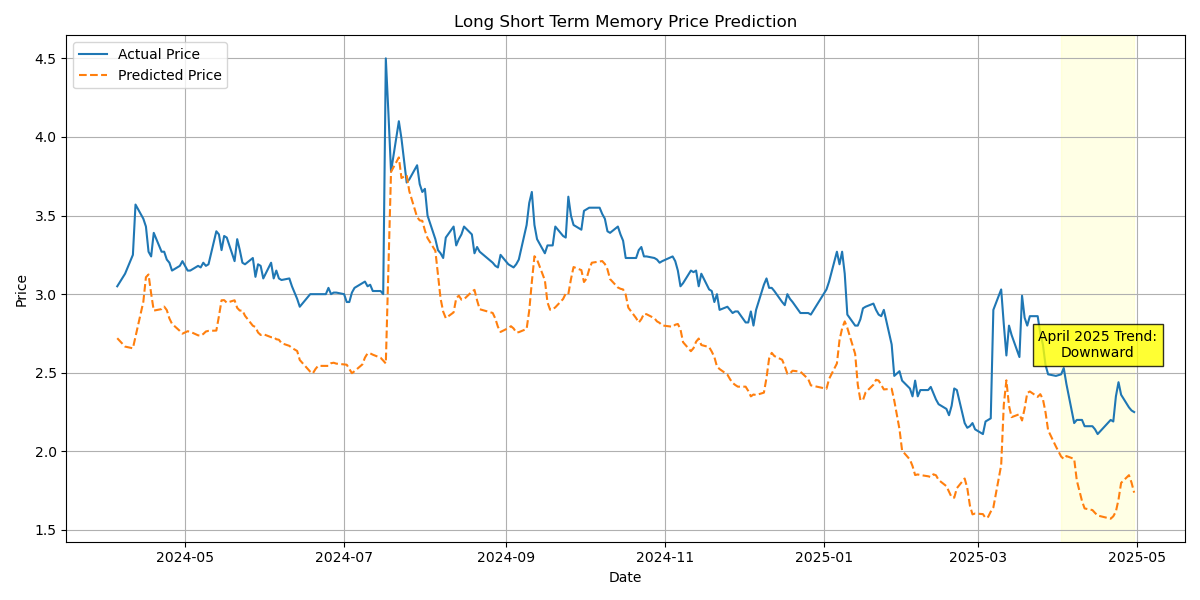 Long Short Term Memory Price Prediction
Actual Price
Predicted Price
April 2025 Trend:
Downward
Price
4.5
4.0
3.5
3.0
2.5
2.0
1.5
2024-05
2024-07
2024-09
2024-11
2025-01
2025-03
2025-05
Date